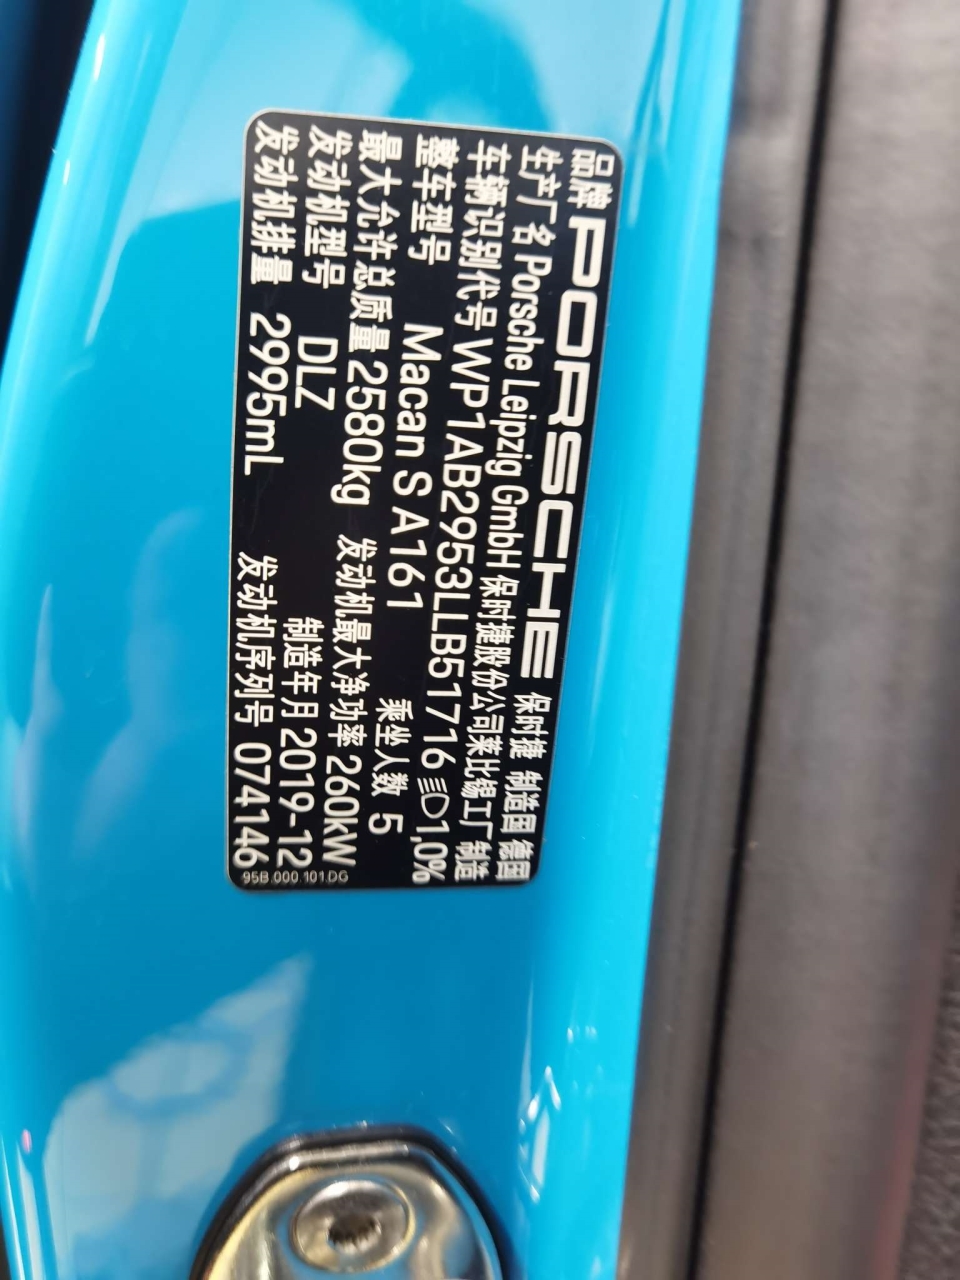 品牌 PORSCHE 保时捷 制造国 德国
生产厂名 Porsche Leipzig GmbH 保时捷股份公司莱比锡工厂 制造
车辆识别代号 WP1AB2953LLB51716 1,0%
整车型号 Macan S A161 乘坐人数 5
最大允许总质量 2580kg 发动机最大净功率 260kW
发动机型号 DLZ 制造年月 2019-12
发动机排量 2995mL 发动机序列号 074146
95B.000.101.DG